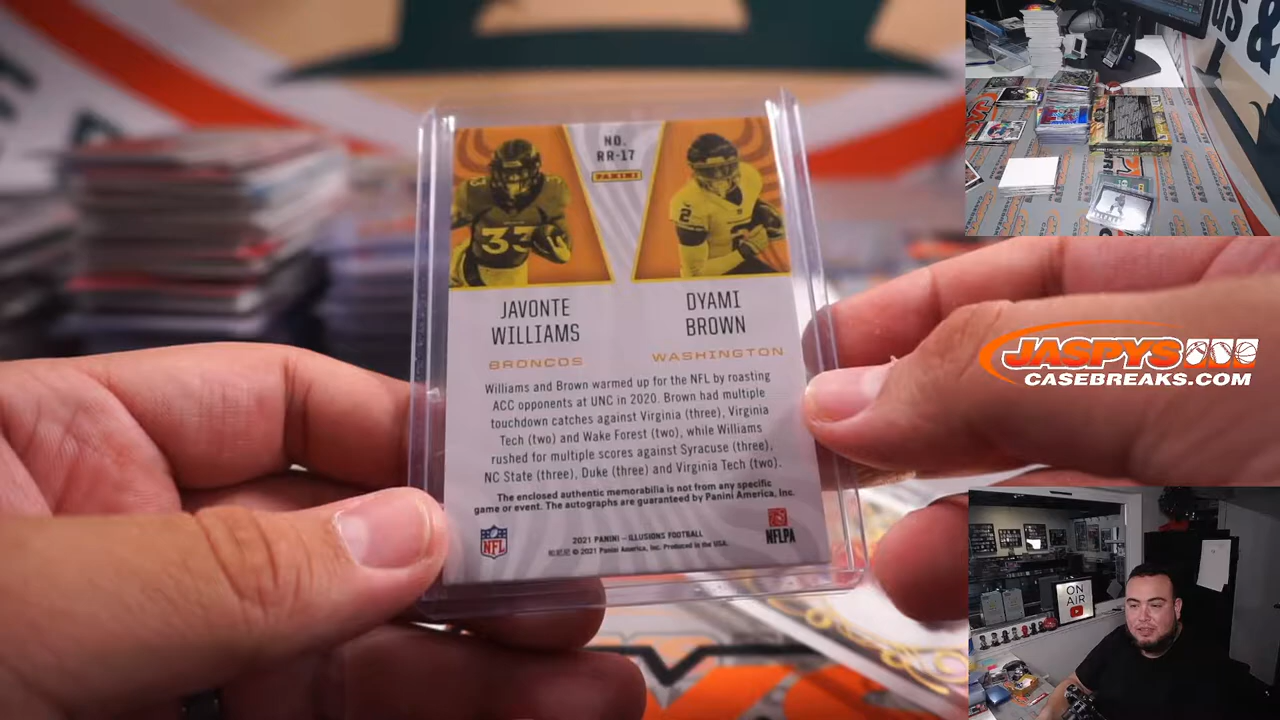 NO.
RR-17
PANINI
33
2
JAVONTE
WILLIAMS
BRONCOS
DYAMI
BROWN
WASHINGTON
Williams and Brown warmed up for the NFL by roasting
ACC opponents at UNC in 2020. Brown had multiple
touchdown catches against Virginia (three), Virginia
Tech (two) and Wake Forest (two), while Williams
rushed for multiple scores against Syracuse (three),
NC State (three), Duke (three) and Virginia Tech (two).
The enclosed authentic memorabilia is not from any specific
game or event. The autographs are guaranteed by Panini America, Inc.
NFL
NFLPA
2021 PANINI – ILLUSIONS FOOTBALL
© 2021 Panini America, Inc. Produced in the USA.
JASPYS
CASEBREAKS.COM
ON
AIR